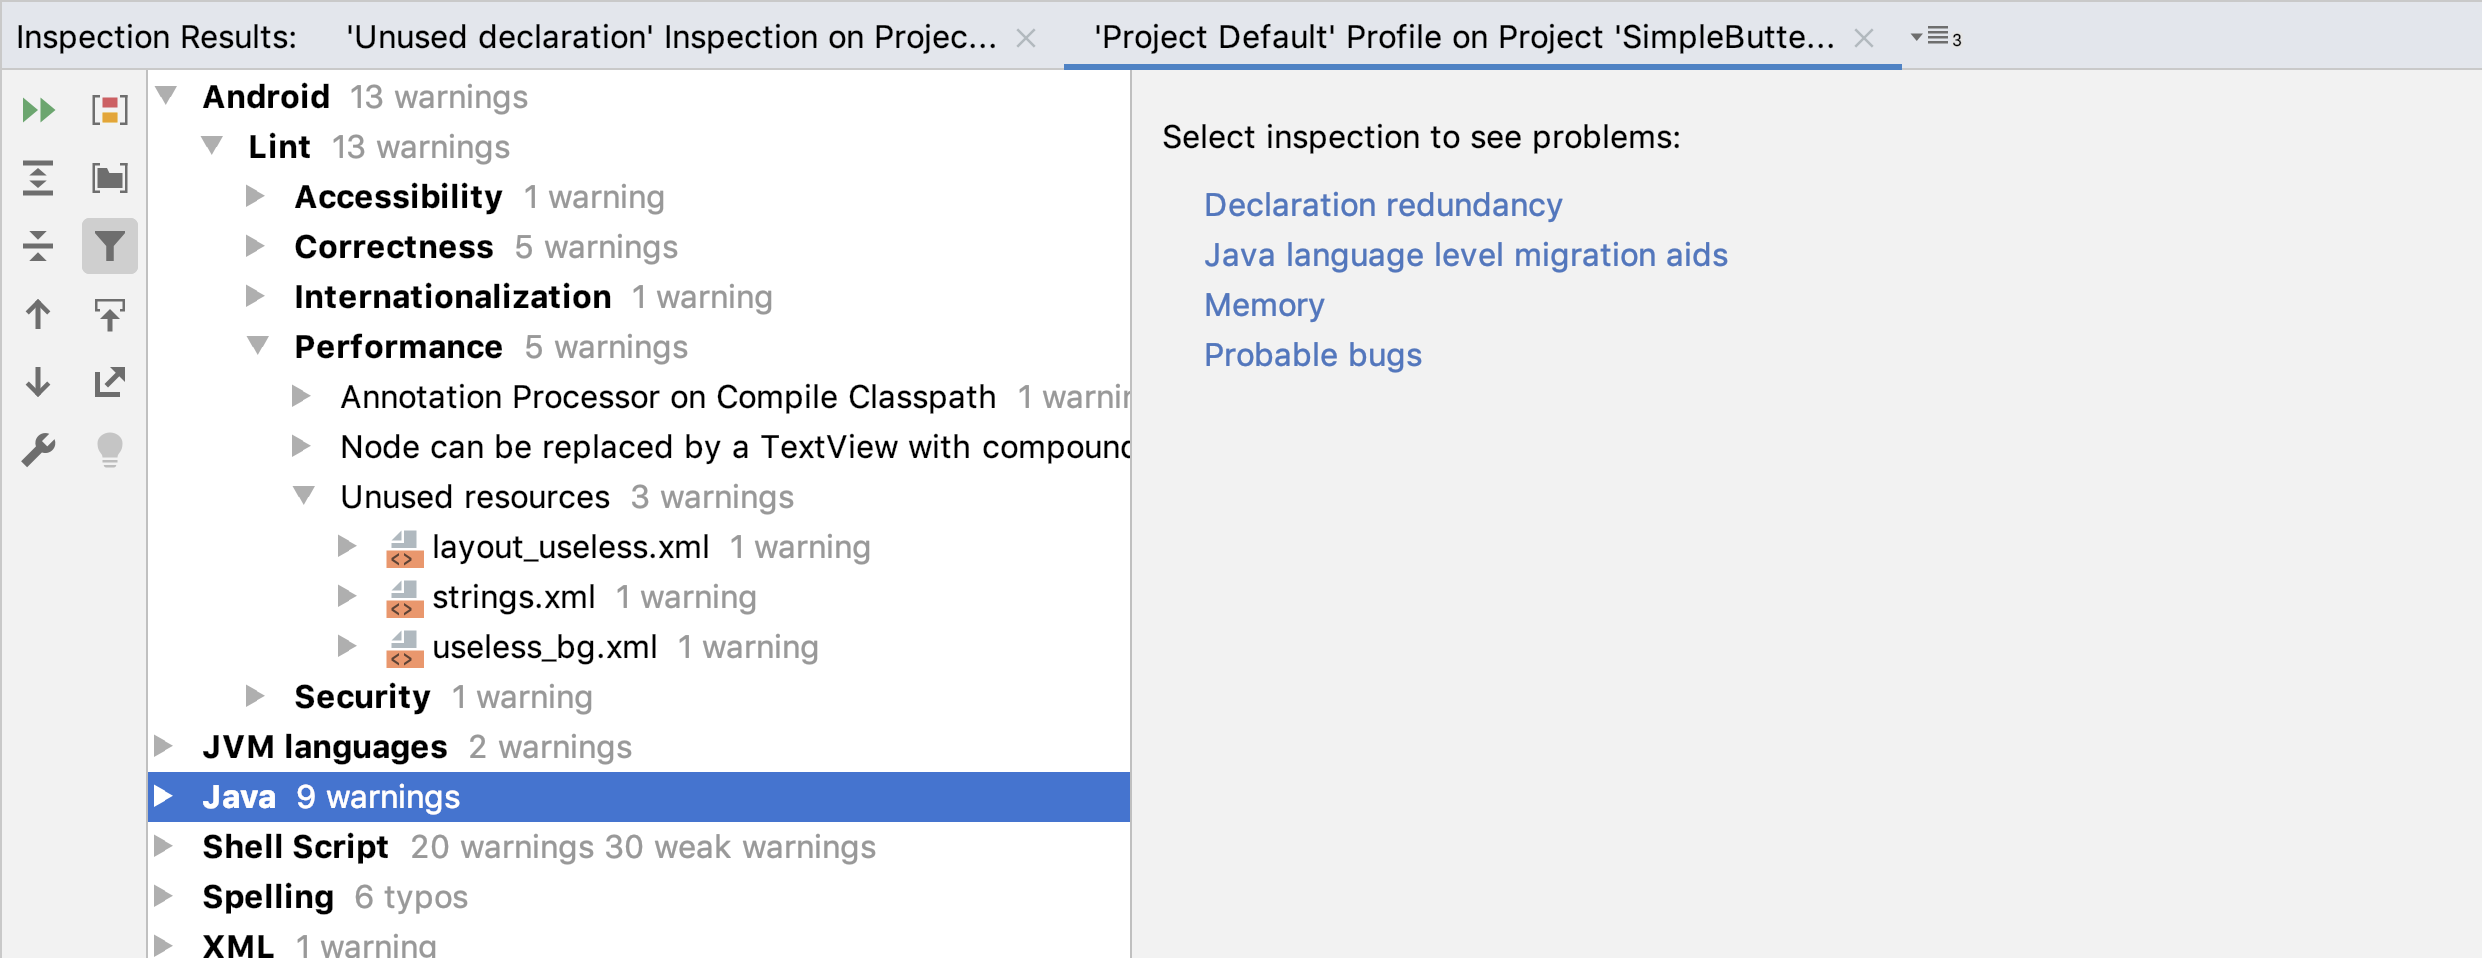 Inspection Results: 'Unused declaration' Inspection on Projec... 'Project Default' Profile on Project 'SimpleButte... 3
Android 13 warnings
Lint 13 warnings
Accessibility 1 warning
Correctness 5 warnings
Internationalization 1 warning
Performance 5 warnings
Annotation Processor on Compile Classpath 1
Node can be replaced by a TextView with
Unused resources 3 warnings
layout_useless.xml 1 warning
strings.xml 1 warning
useless_bg.xml 1 warning
Security 1 warning
JVM languages 2 warnings
Java 9 warnings
Shell Script 20 warnings 30 weak warnings
Spelling 6 typos
XML 1 warning
Select inspection to see problems:
Declaration redundancy
Java language level migration aids
Memory
Probable bugs